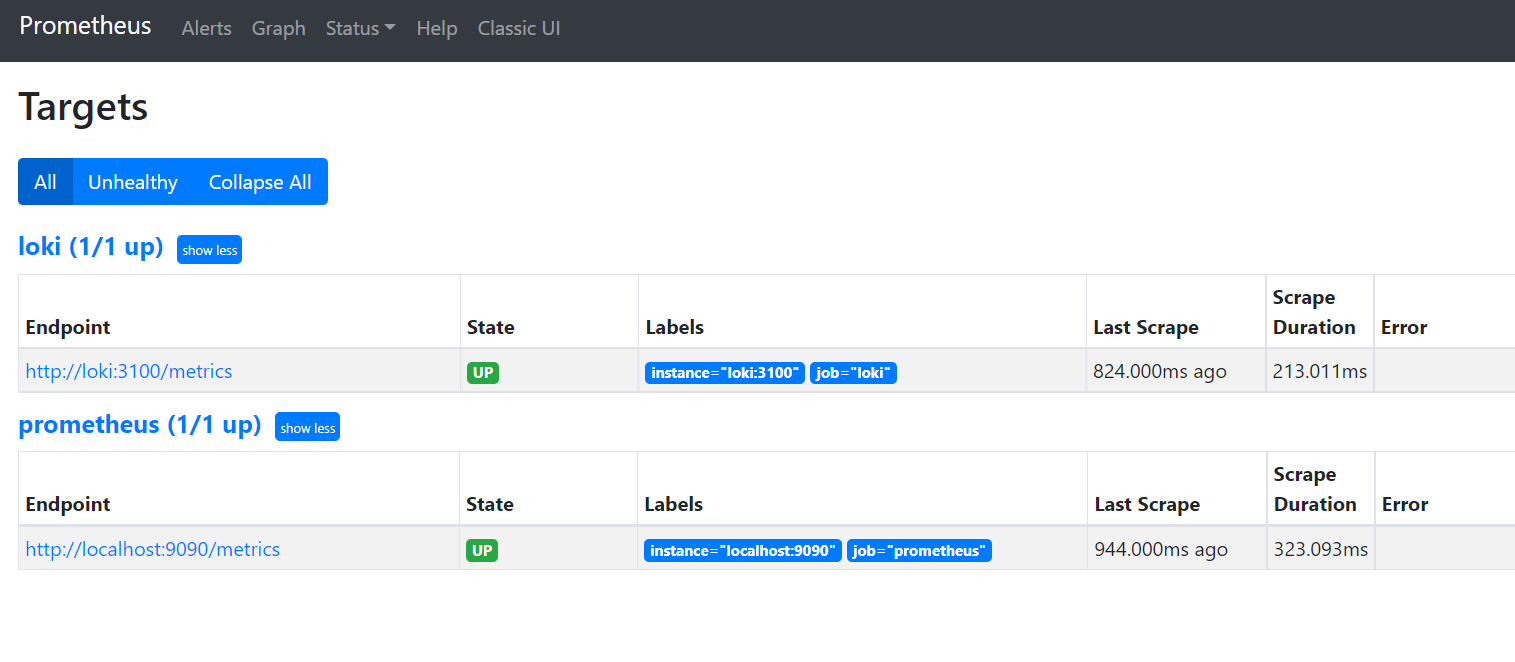 Prometheus Alerts Graph Status Help Classic UI
Targets
All Unhealthy Collapse All
loki (1/1 up) show less
Endpoint State Labels Last Scrape Scrape Duration Error
http://loki:3100/metrics UP instance="loki:3100" job="loki" 824.000ms ago 213.011ms
prometheus (1/1 up) show less
Endpoint State Labels Last Scrape Scrape Duration Error
http://localhost:9090/metrics UP instance="localhost:9090" job="prometheus" 944.000ms ago 323.093ms